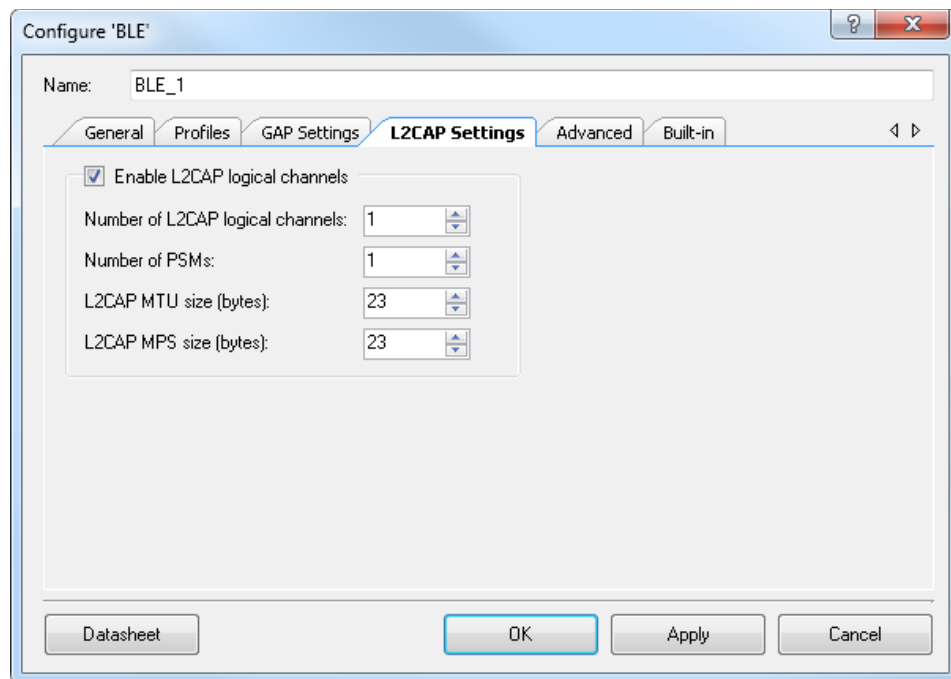 Configure 'BLE'
Name: BLE_1
General Profiles GAP Settings L2CAP Settings Advanced Built-in
Enable L2CAP logical channels
Number of L2CAP logical channels: 1
Number of PSMs: 1
L2CAP MTU size (bytes): 23
L2CAP MPS size (bytes): 23
Datasheet OK Apply Cancel